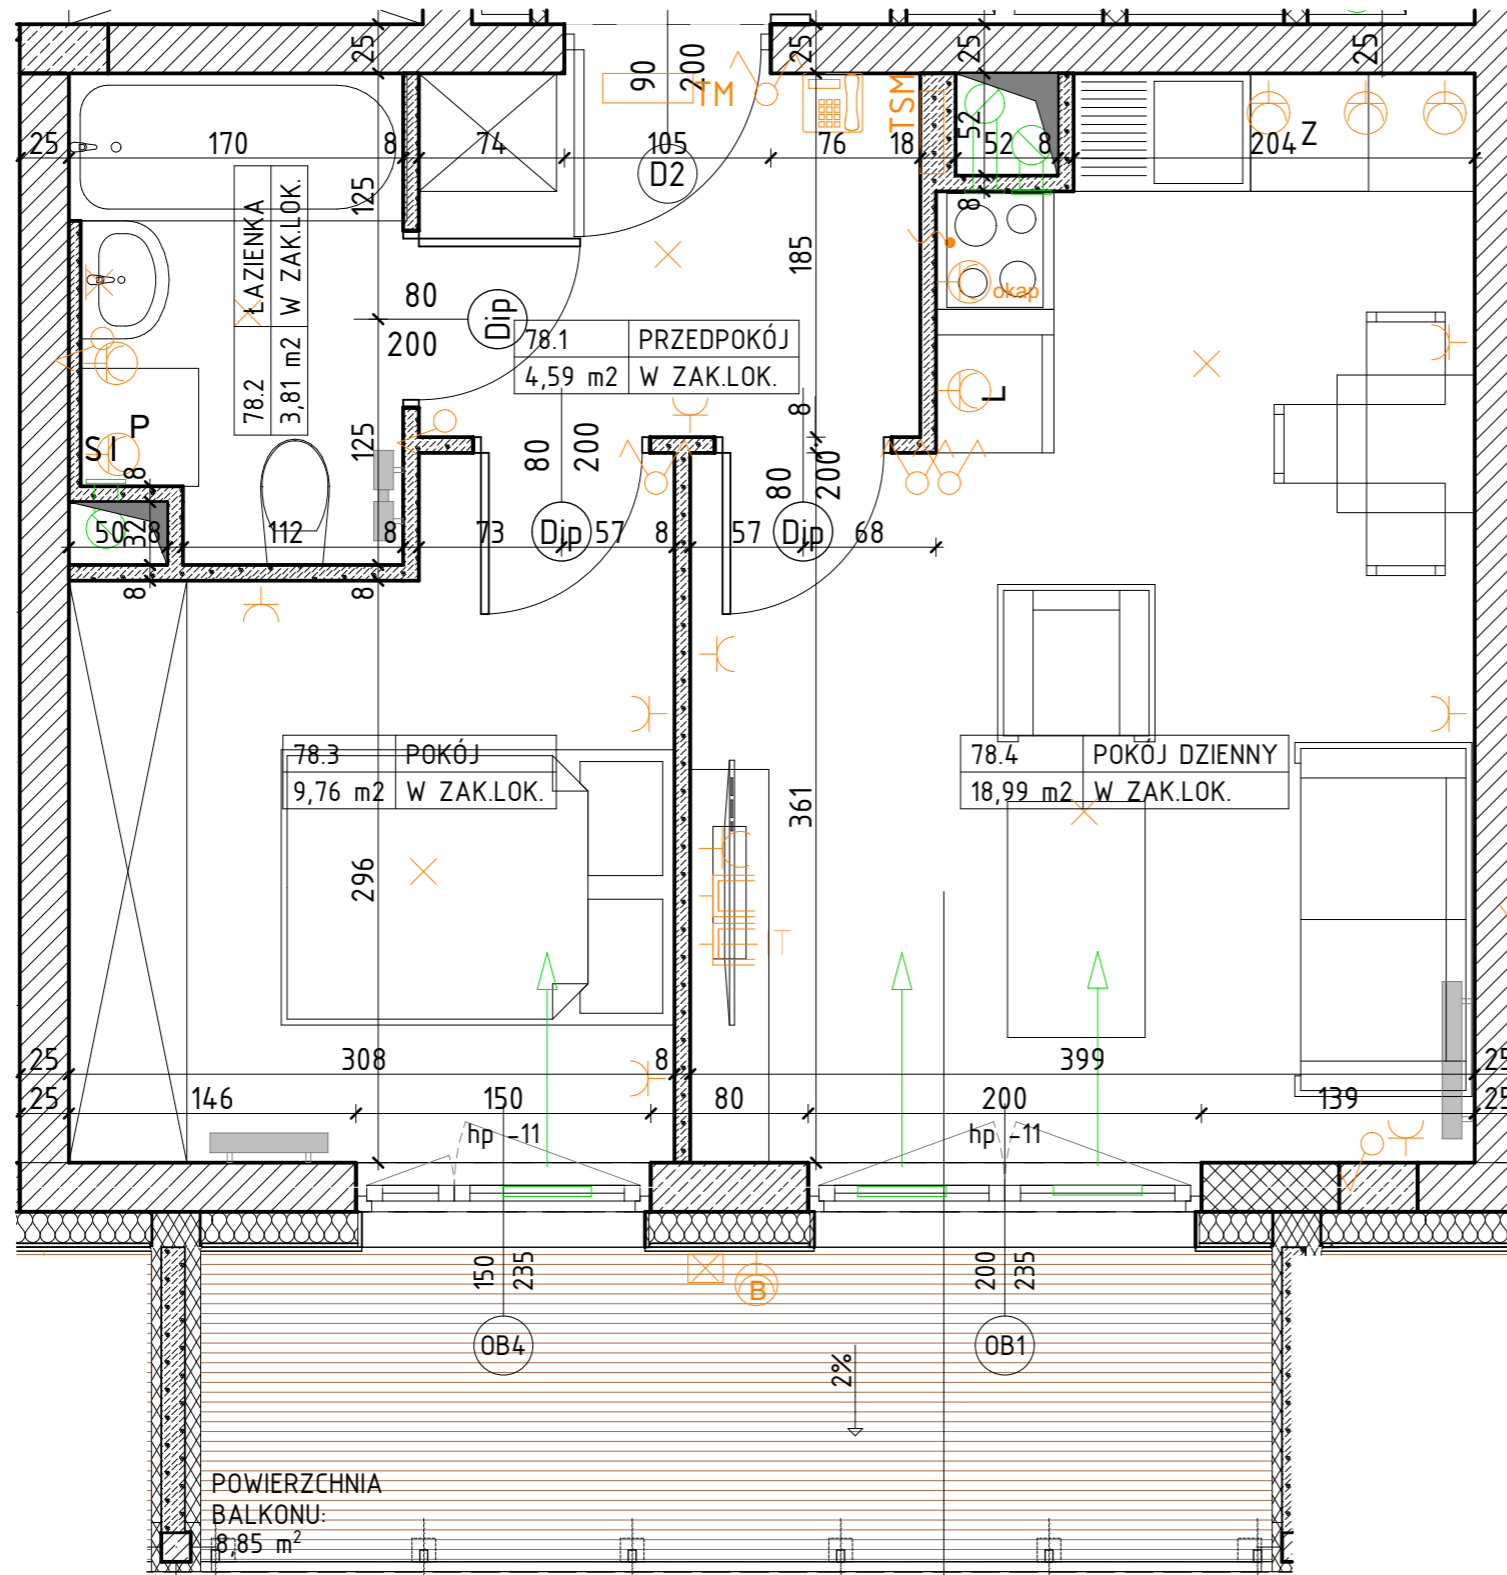 25
25
25
25
90
200
TM
TSM
25
170
8
74
105
76
18
52
52
8
204
Z
D2
125
8
ŁAZIENKA
W ZAK.LOK.
78.2
3,81 m2
185
80
200
Dip
okap
78.1
PRZEDPOKÓJ
4,59 m2
W ZAK.LOK.
L
8
P
SI
125
8
80
200
80
200
50
8
32
112
8
73
Dip
57
8
57
Dip
68
8
8
78.3
POKÓJ
9,76 m2
W ZAK.LOK.
78.4
POKÓJ DZIENNY
18,99 m2
W ZAK.LOK.
361
296
T
25
308
8
399
25
25
146
150
80
200
139
25
hp -11
hp -11
150
235
200
235
B
OB4
OB1
2%
POWIERZCHNIA
BALKONU:
8,85 m²